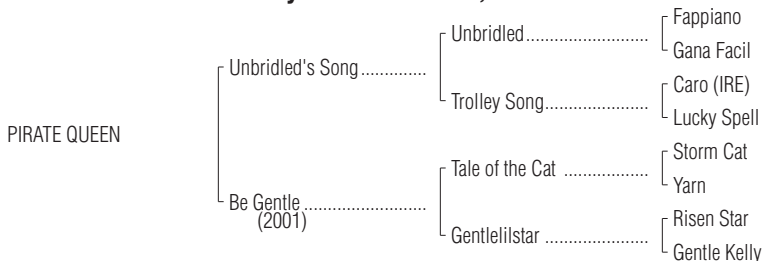 Fappiano
Unbridled..............................
Gana Facil
Unbridled's Song...............
Caro (IRE)
Trolley Song.........................
Lucky Spell
PIRATE QUEEN
Storm Cat
Tale of the Cat ....................
Yarn
Be Gentle ............................
(2001)
Risen Star
Gentlelilstar .........................
Gentle Kelly